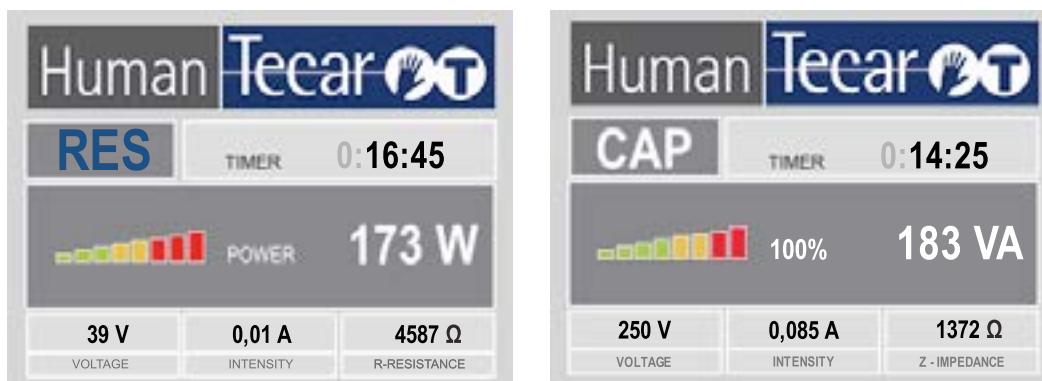 Human Tecar T
RES TIMER 0:16:45
POWER 173 W
39 V 0,01 A 4587 Ω
VOLTAGE INTENSITY R-RESISTANCE
Human Tecar T
CAP TIMER 0:14:25
100% 183 VA
250 V 0,085 A 1372 Ω
VOLTAGE INTENSITY Z - IMPEDANCE